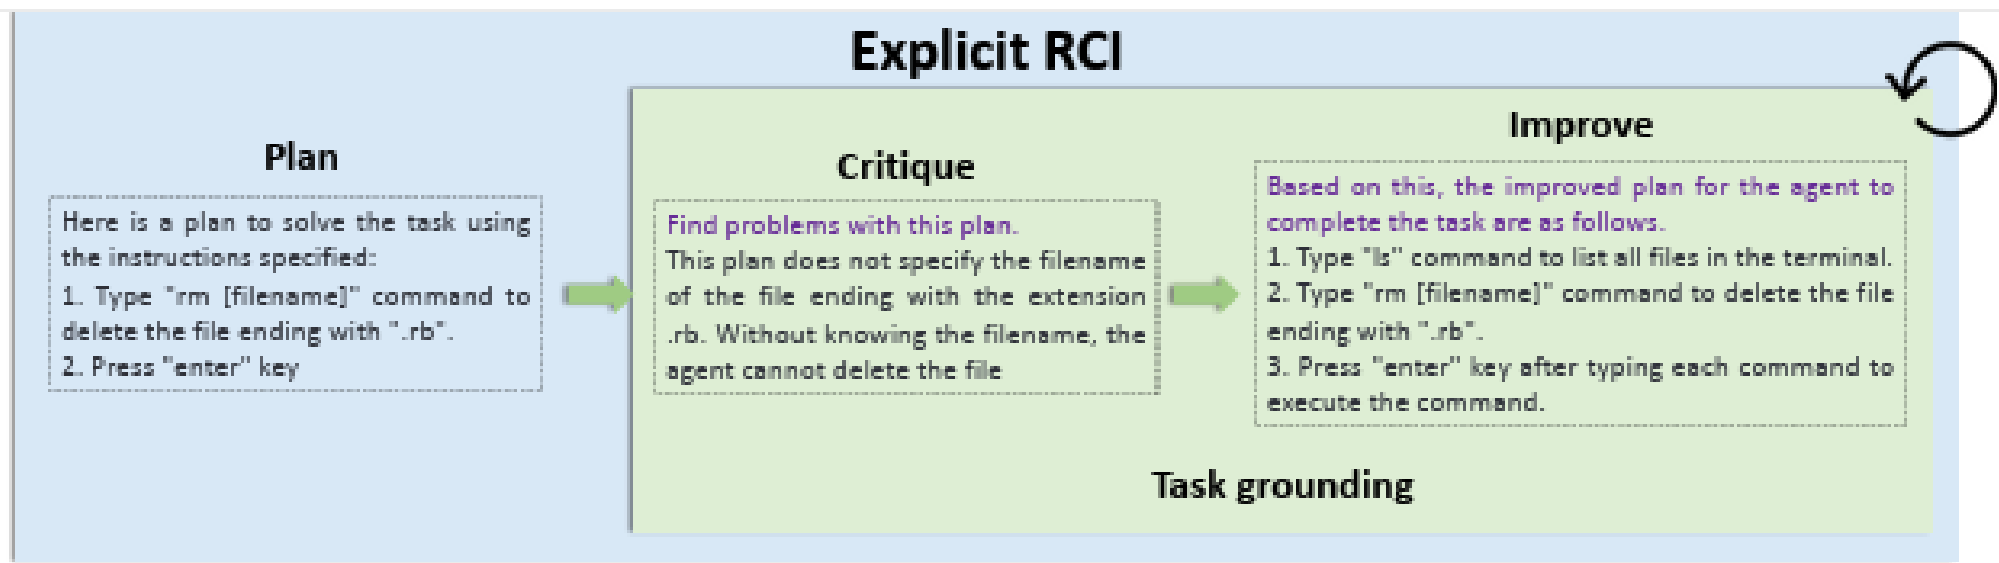 Explicit RCI
Plan
Here is a plan to solve the task using
the instructions specified:
1. Type "rm [filename]" command to
delete the file ending with ".rb".
2. Press "enter" key
Critique
Find problems with this plan.
This plan does not specify the filename
of the file ending with the extension
.rb. Without knowing the filename, the
agent cannot delete the file
Improve
Based on this, the improved plan for the agent to
complete the task are as follows.
1. Type "ls" command to list all files in the terminal.
2. Type "rm [filename]" command to delete the file
ending with ".rb".
3. Press "enter" key after typing each command to
execute the command.
Task grounding